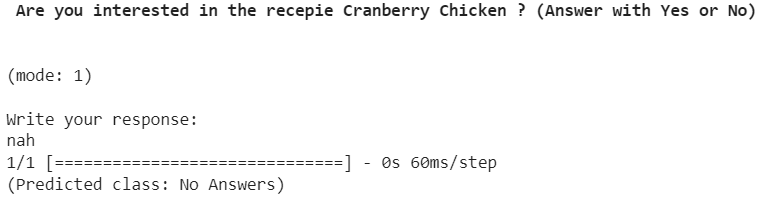 Are you interested in the recepie Cranberry Chicken ? (Answer with Yes or No)
(mode: 1)
Write your response:
nah
1/1 [==============================] - 0s 60ms/step
(Predicted class: No Answers)